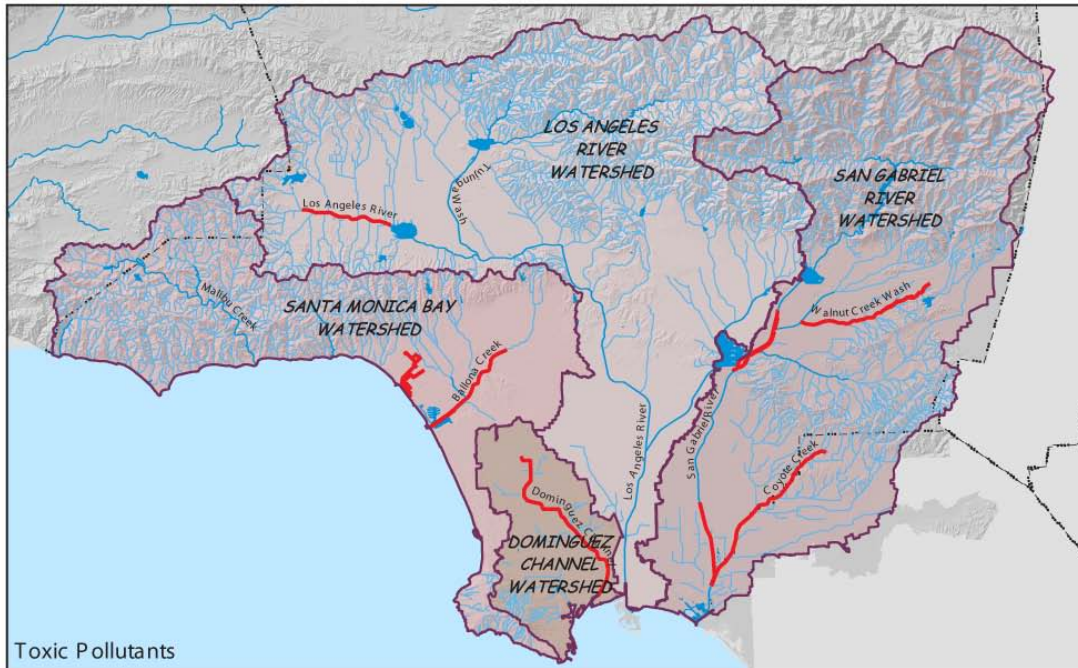 LOS ANGELES
RIVER
WATERSHED
SAN GABRIEL
RIVER
WATERSHED
Tujunga Wash
Los Angeles River
Walnut Creek Wash
Malibu Creek
SANTA MONICA BAY
WATERSHED
Ballona Creek
San Gabriel River
Los Angeles River
Coyote Creek
Dominguez Channel
DOMINGUEZ
CHANNEL
WATERSHED
Toxic Pollutants